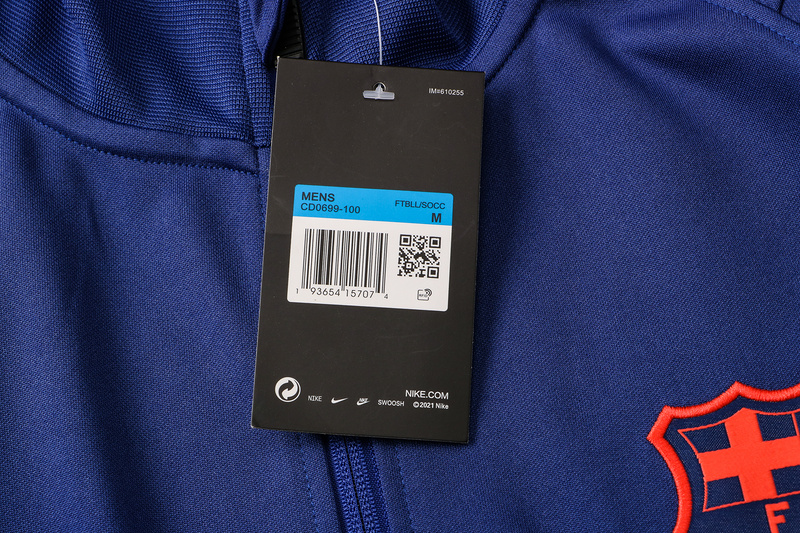 IM#610255
MENS
CD0699-100
FTBLL/SOCC
M
1 93654 15707 4
NIKE SWOOSH
NIKE.COM
©2021 Nike
F